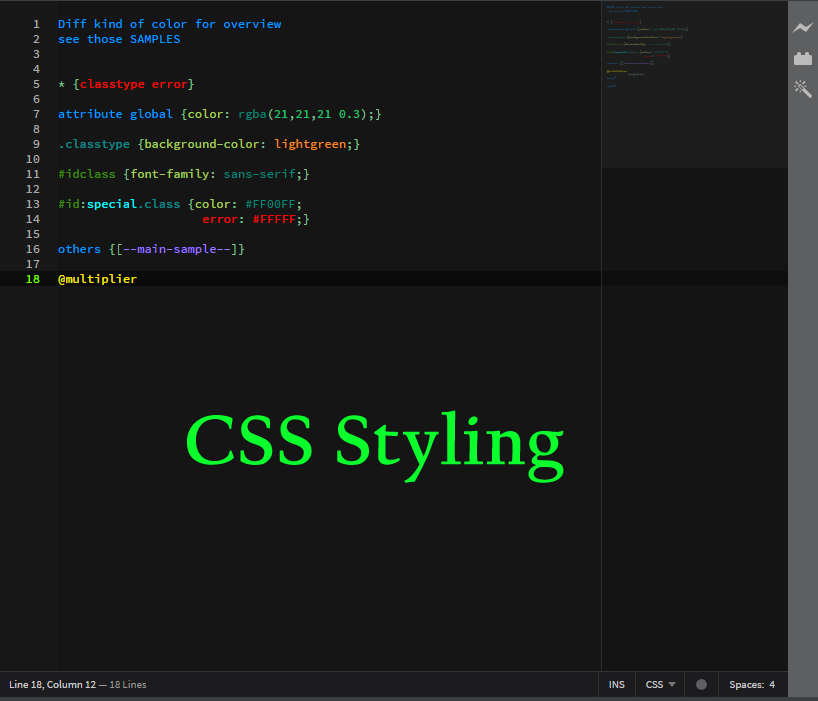 1 Diff kind of color for overview
2 see those SAMPLES
3
4
5 * {classtype error}
6
7 attribute global {color: rgba(21,21,21 0.3);}
8
9 .classtype {background-color: lightgreen;}
10
11 #idclass {font-family: sans-serif;}
12
13 #id:special.class {color: #FF00FF;
14 error: #FFFFF;}
15
16 others {[--main-sample--]}
17
18 @multiplier
CSS Styling
Line 18, Column 12 — 18 Lines INS CSS Spaces: 4